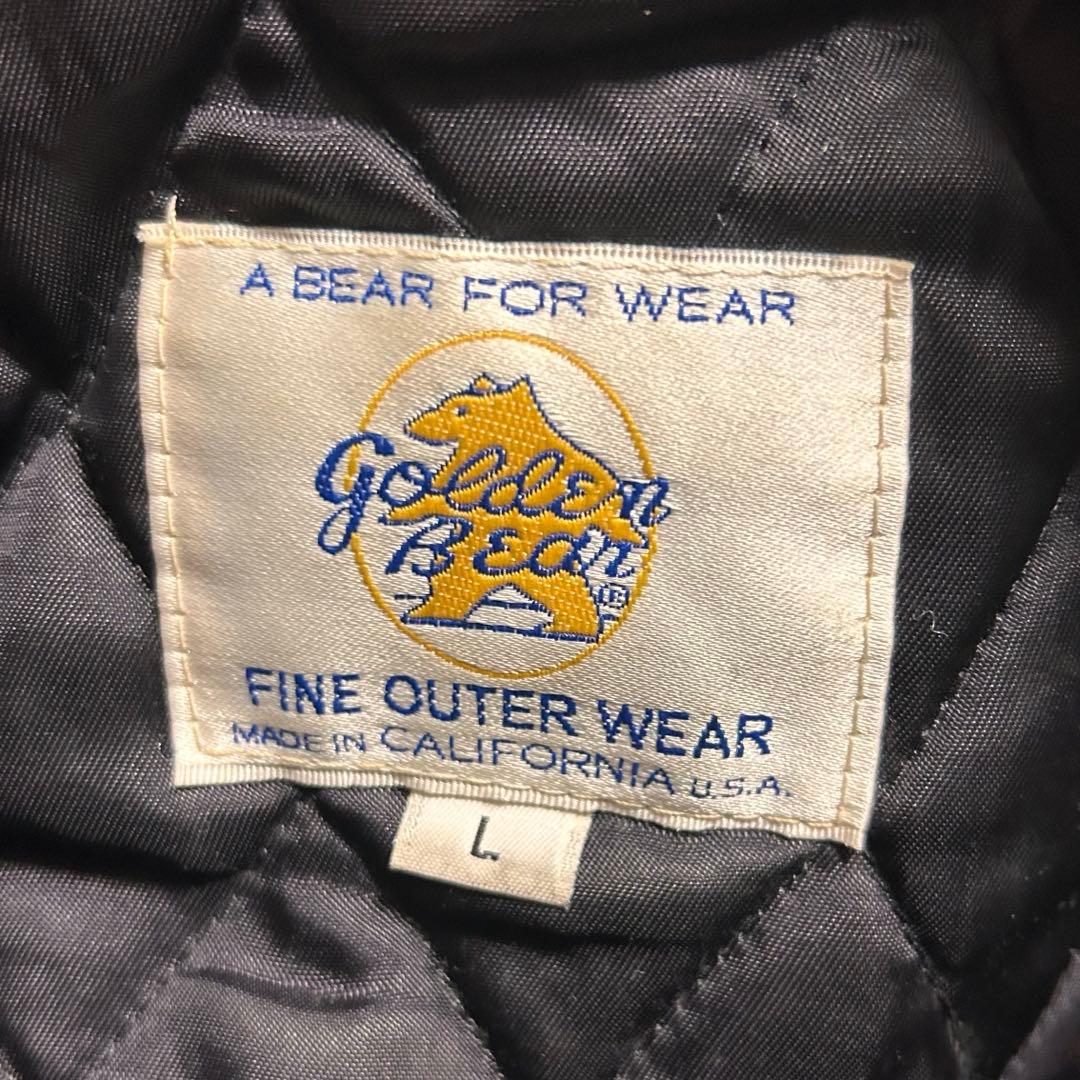 A BEAR FOR WEAR
Golden
Bear
®
FINE OUTER WEAR
MADE IN CALIFORNIA U.S.A.
L